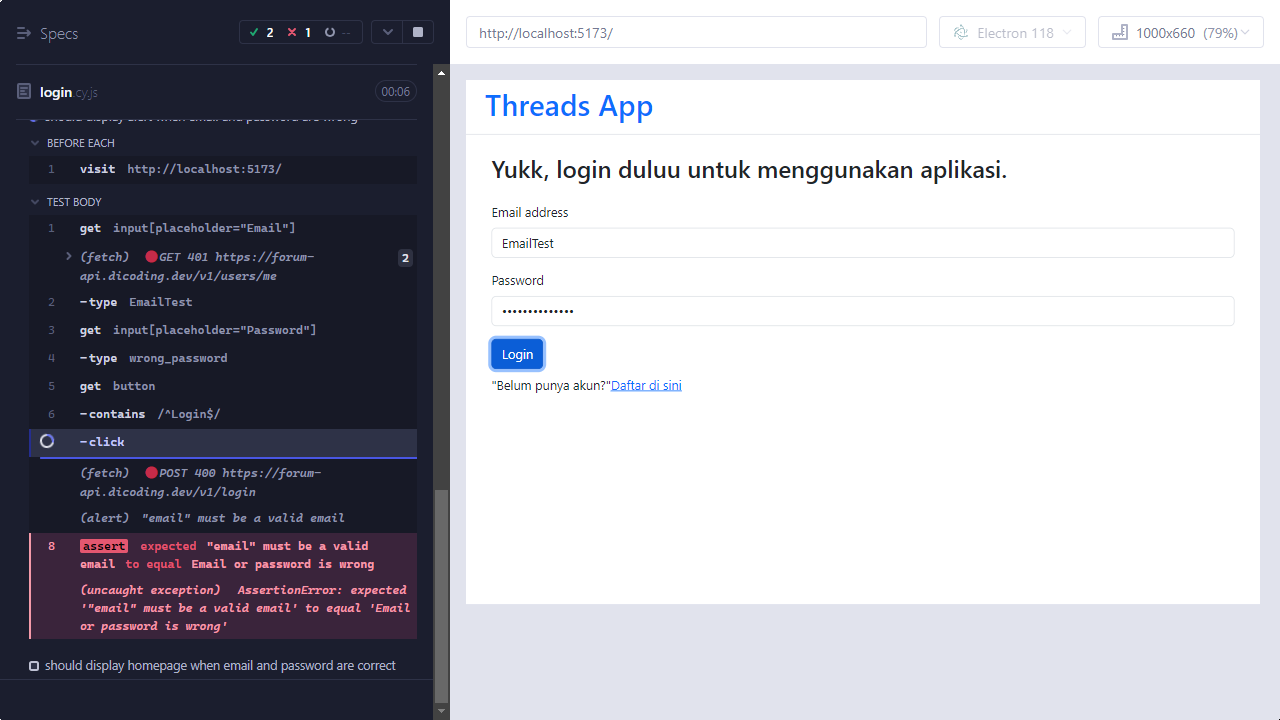 Specs
2
1
--
login.cy.js
00:06
should display alert when email and password are wrong
BEFORE EACH
1 visit http://localhost:5173/
TEST BODY
1 get input[placeholder="Email"]
(fetch) GET 401 https://forum-
api.dicoding.dev/v1/users/me
2
2 -type EmailTest
3 get input[placeholder="Password"]
4 -type wrong_password
5 get button
6 -contains /^Login$/
-click
(fetch) POST 400 https://forum-
api.dicoding.dev/v1/login
(alert) "email" must be a valid email
8 assert expected "email" must be a valid
email to equal Email or password is wrong
(uncaught exception) AssertionError: expected
'"email" must be a valid email' to equal 'Email
or password is wrong'
should display homepage when email and password are correct
http://localhost:5173/
Electron 118
1000x660 (79%)
Threads App
Yukk, login duluu untuk menggunakan aplikasi.
Email address
EmailTest
Password
••••••••••••••
Login
"Belum punya akun?"Daftar di sini